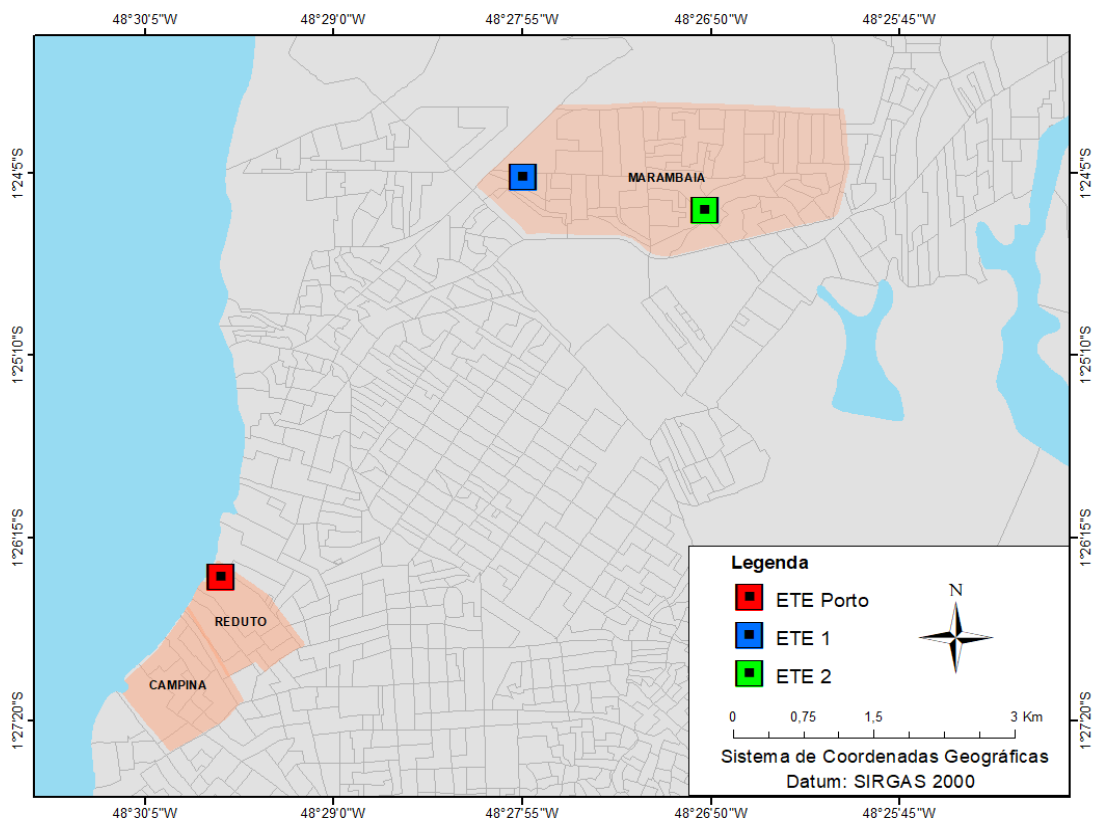 48°30'5"W 48°29'0"W 48°27'55"W 48°26'50"W 48°25'45"W
1°24'5"S 1°24'5"S
MARAMBAIA
1°25'10"S 1°25'10"S
1°26'15"S 1°26'15"S
REDUTO
CAMPINA
1°27'20"S 1°27'20"S
Legenda
ETE Porto
ETE 1
ETE 2
N
0 0,75 1,5 3 Km
Sistema de Coordenadas Geográficas
Datum: SIRGAS 2000
48°30'5"W 48°29'0"W 48°27'55"W 48°26'50"W 48°25'45"W